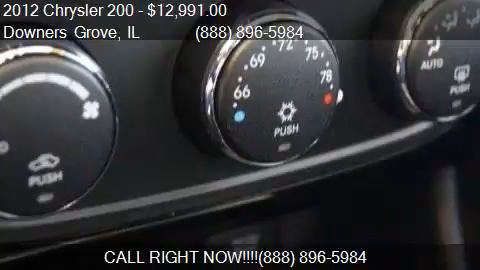 2012 Chrysler 200 - $12,991.00
Downers Grove, IL (888) 896-5984
66 69 72 75 78
PUSH
PUSH
AUTO
PUSH
CALL RIGHT NOW!!!!(888) 896-5984